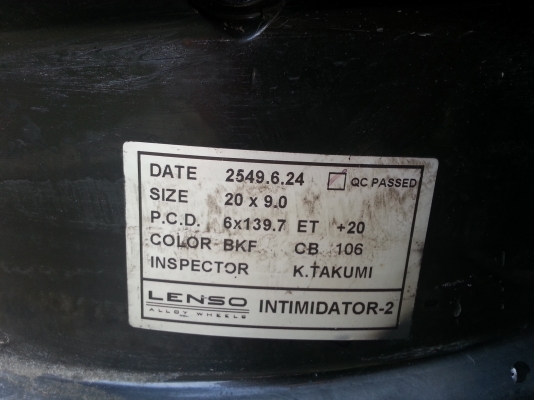 DATE 2549.6.24 QC PASSED
SIZE 20 x 9.0
P.C.D. 6x139.7 ET +20
COLOR BKF CB 106
INSPECTOR K.TAKUMI
LENSO INTIMIDATOR-2
ALLOY WHEELS